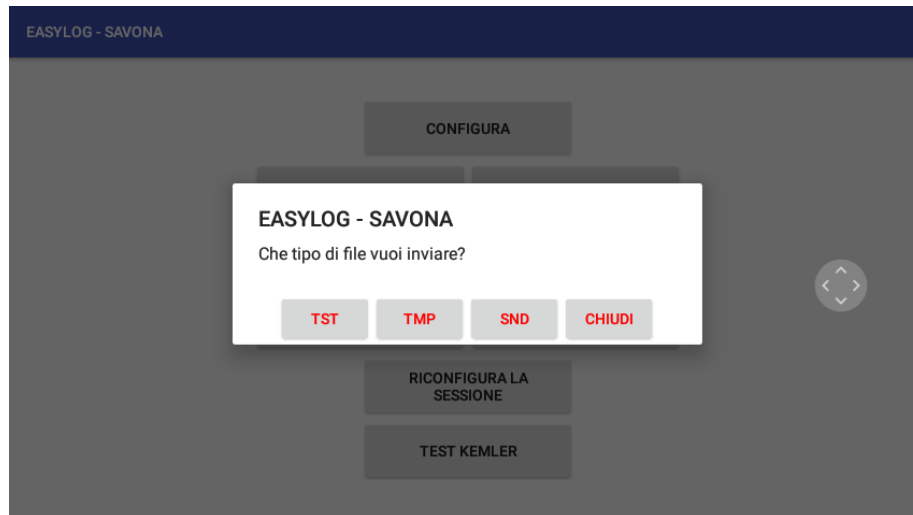 EASYLOG - SAVONA
CONFIGURA
EASYLOG - SAVONA
Che tipo di file vuoi inviare?
TST TMP SND CHIUDI
RICONFIGURA LA
SESSIONE
TEST KEMLER